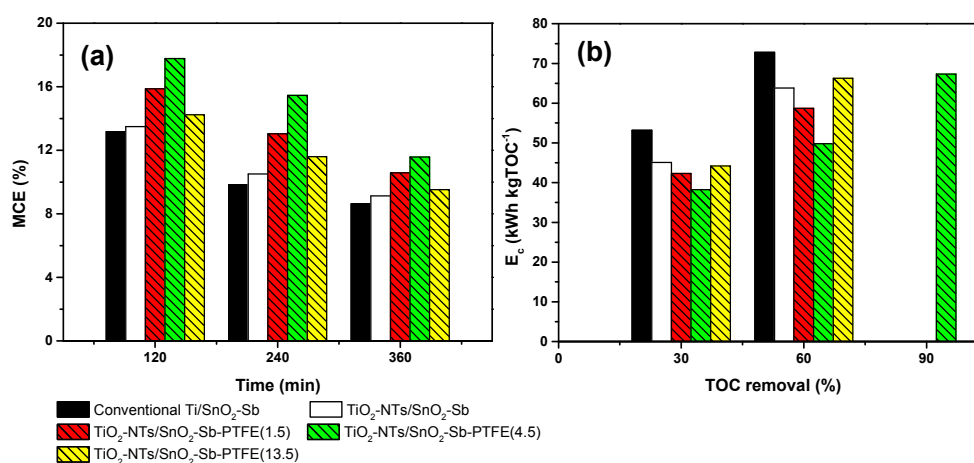 (a)
MCE (%)
20
16
12
8
4
0
120
240
360
Time (min)
(b)
E_c (kWh kgTOC⁻¹)
80
70
60
50
40
30
20
10
0
0
30
60
90
TOC removal (%)
Conventional Ti/SnO₂-Sb
TiO₂-NTs/SnO₂-Sb
TiO₂-NTs/SnO₂-Sb-PTFE(1.5)
TiO₂-NTs/SnO₂-Sb-PTFE(4.5)
TiO₂-NTs/SnO₂-Sb-PTFE(13.5)